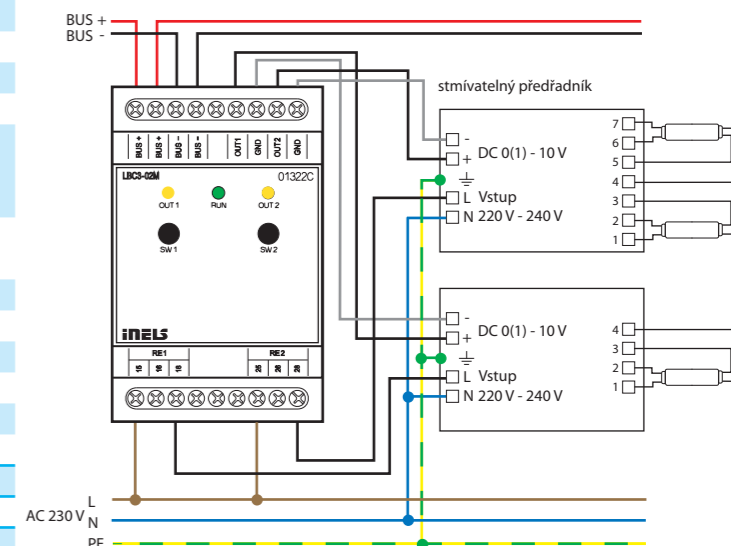 BUS +
BUS -
BUS +
BUS +
BUS -
BUS -
OUT1
GND
OUT2
GND
LBC3-02M
01322C
OUT 1
RUN
OUT 2
SW 1
SW 2
iNELS
RE1
RE2
15
16
18
25
26
28
stmívatelný předřadník
-
+ DC 0(1) - 10 V
L Vstup
N 220 V - 240 V
7
6
5
4
3
2
1
-
+ DC 0(1) - 10 V
L Vstup
N 220 V - 240 V
4
3
2
1
AC 230 V
L
N
PE